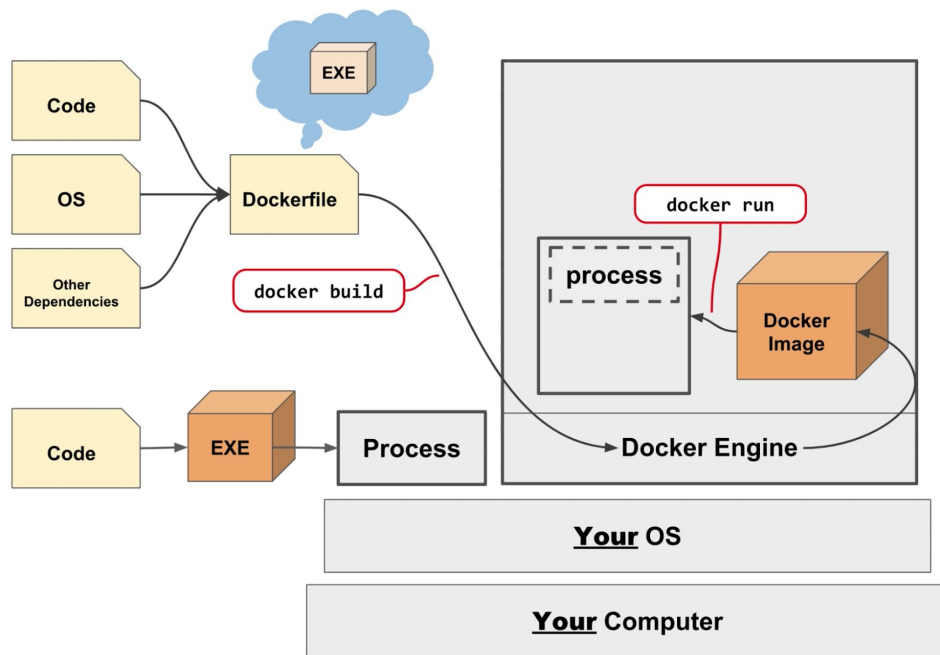 EXE
Code
OS
Other
Dependencies
Dockerfile
docker build
docker run
process
Docker
Image
Docker Engine
Code
EXE
Process
Your OS
Your Computer